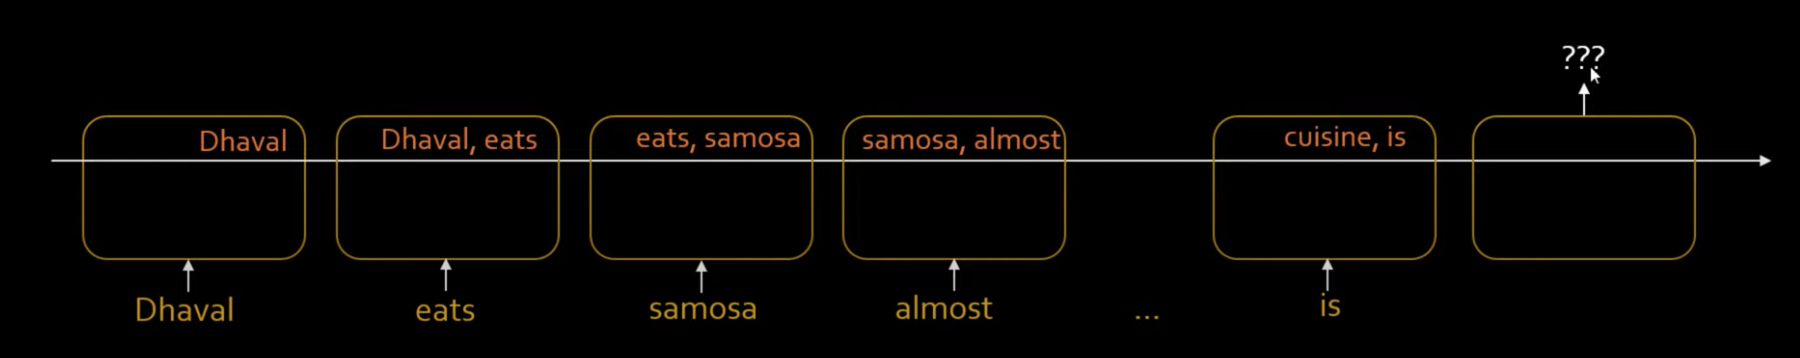 ???
Dhaval
Dhaval, eats
eats, samosa
samosa, almost
cuisine, is
Dhaval
eats
samosa
almost
...
is